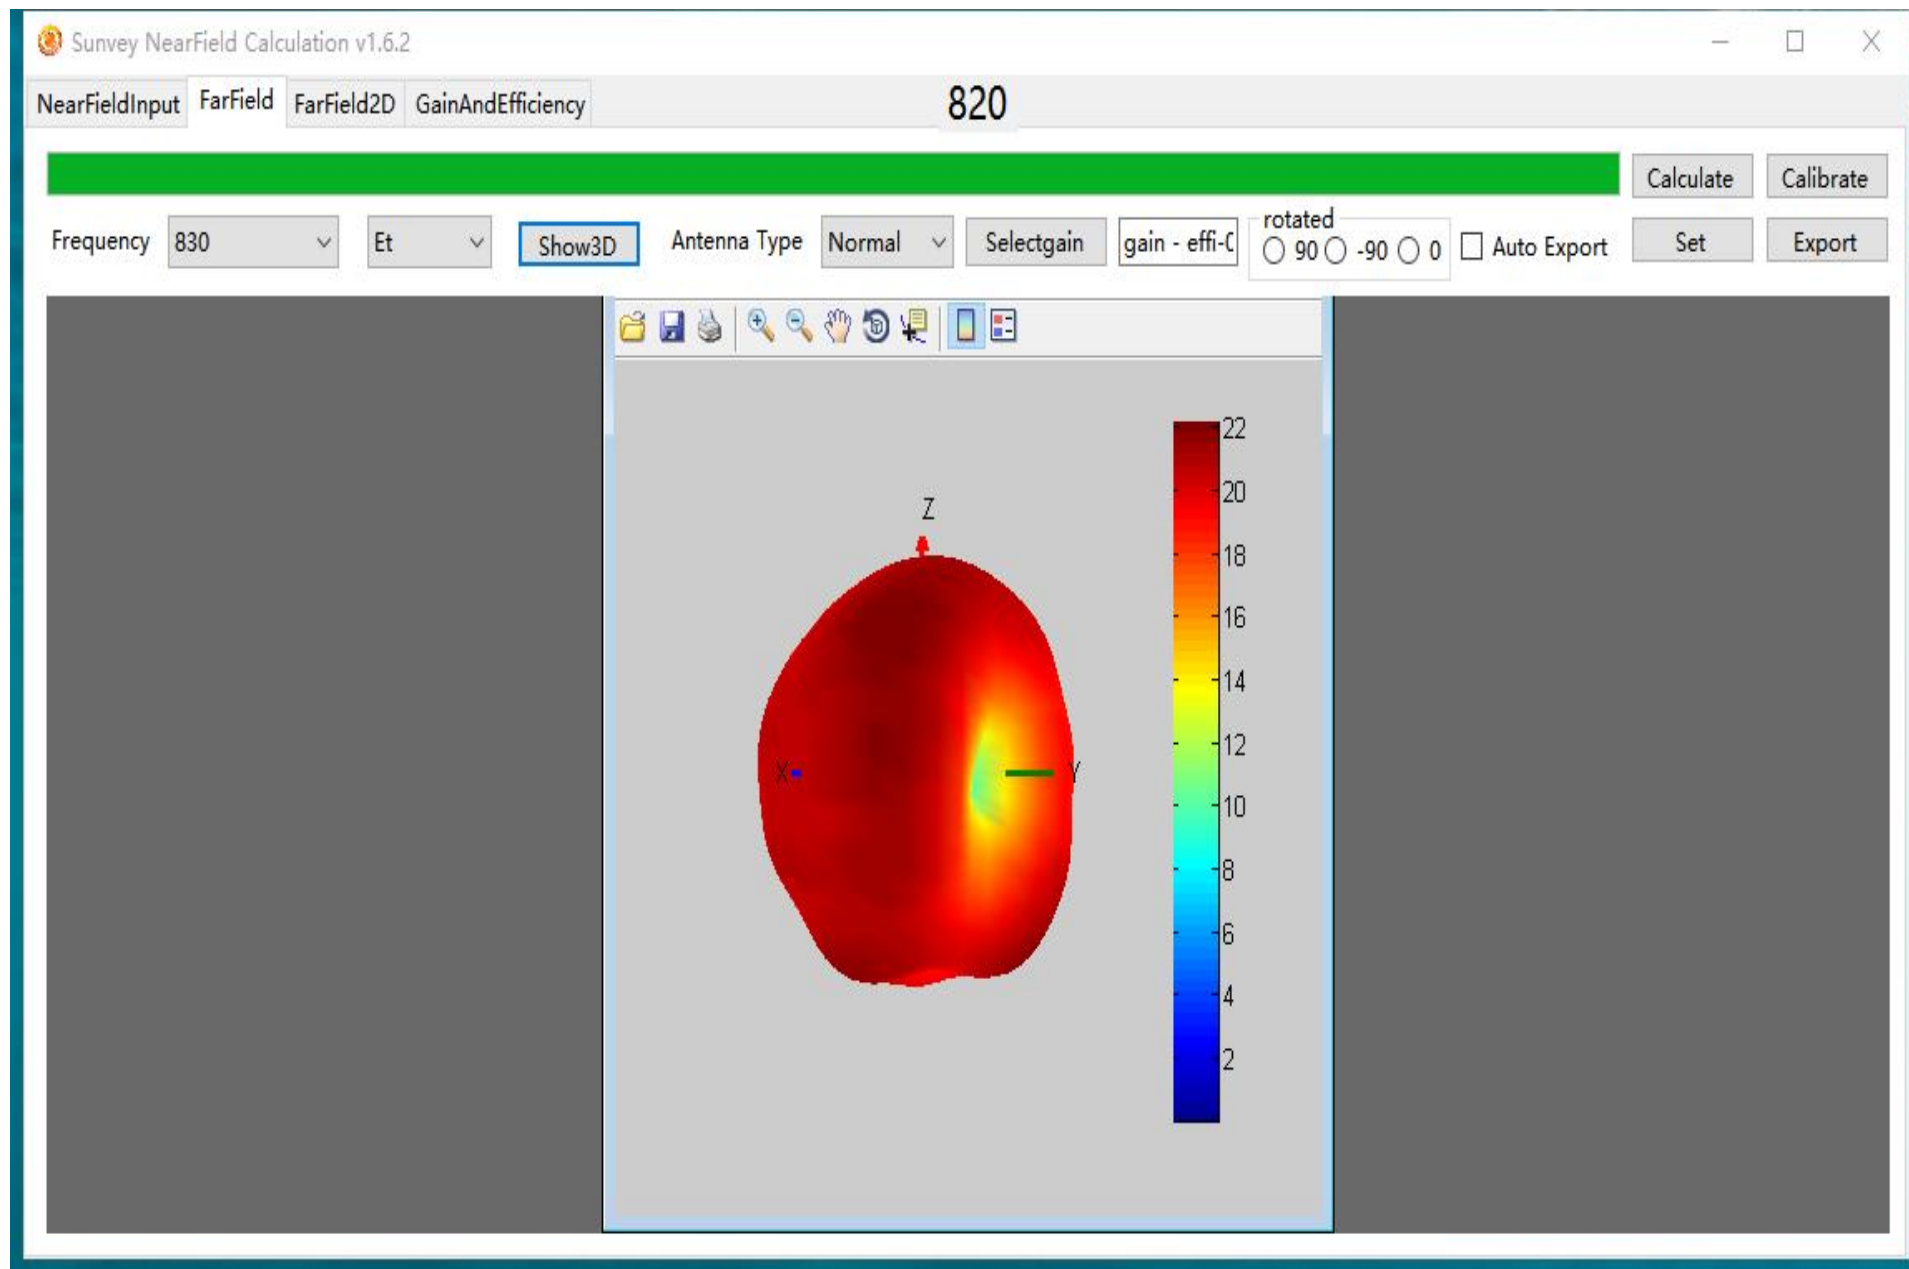 Sunvey NearField Calculation v1.6.2
NearFieldInput FarField FarField2D GainAndEfficiency 820
Calculate Calibrate
Frequency 830 Et Show3D Antenna Type Normal Selectgain gain - effi-C rotated 90 -90 0 Auto Export Set Export
Z
X
Y
22
20
18
16
14
12
10
8
6
4
2